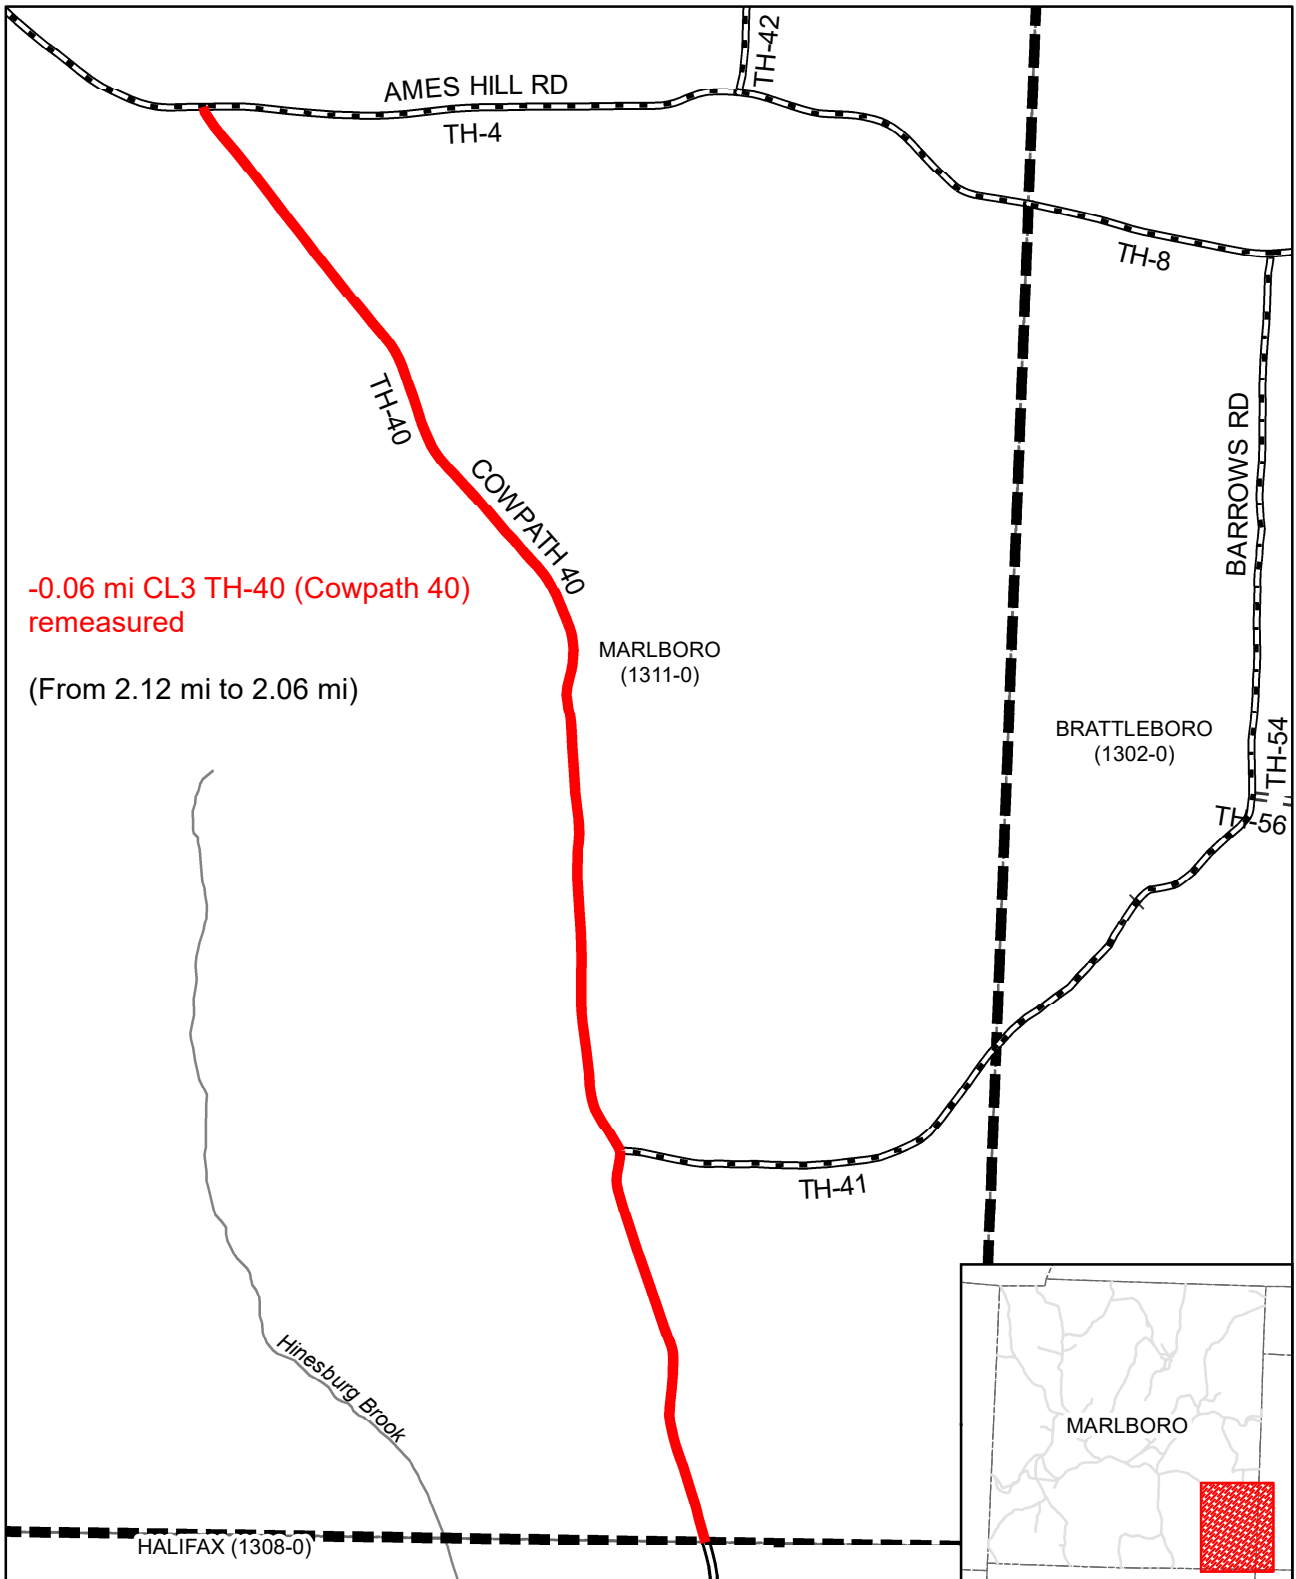 TH-42
AMES HILL RD
TH-4
TH-8
TH-40
BARROWS RD
COWPATH 40
-0.06 mi CL3 TH-40 (Cowpath 40)
remeasured
MARLBORO
(1311-0)
(From 2.12 mi to 2.06 mi)
BRATTLEBORO
(1302-0)
TH-54
TH-56
TH-41
Hinesburg Brook
MARLBORO
HALIFAX (1308-0)